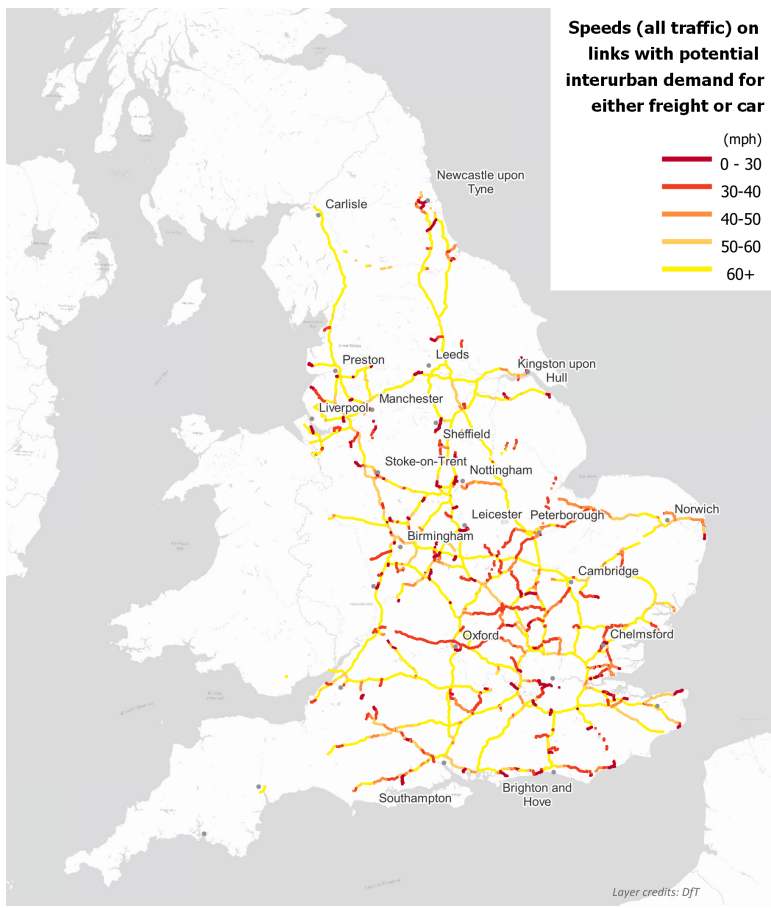 Speeds (all traffic) on
links with potential
interurban demand for
either freight or car
(mph)
0 - 30
30-40
40-50
50-60
60+
Newcastle upon
Tyne
Carlisle
Preston
Leeds
Kingston upon
Hull
Manchester
Liverpool
Sheffield
Stoke-on-Trent
Nottingham
Leicester
Peterborough
Norwich
Birmingham
Cambridge
Oxford
Chelmsford
Southampton
Brighton and
Hove
Layer credits: DfT